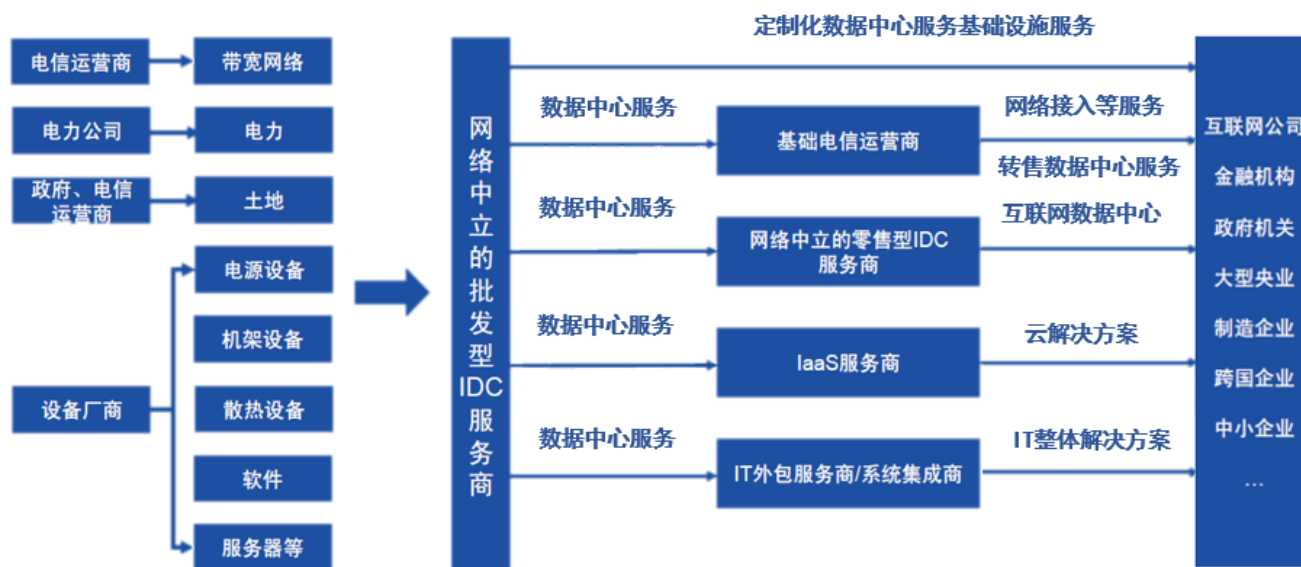 定制化数据中心服务基础设施服务
电信运营商
带宽网络
电力公司
电力
政府、电信
运营商
土地
设备厂商
电源设备
机架设备
散热设备
软件
服务器等
网络中立的批发型IDC服务商
数据中心服务
基础电信运营商
网络接入等服务
转售数据中心服务
数据中心服务
网络中立的零售型IDC
服务商
互联网数据中心
数据中心服务
IaaS服务商
云解决方案
数据中心服务
IT外包服务商/系统集成商
IT整体解决方案
互联网公司
金融机构
政府机关
大型央业
制造企业
跨国企业
中小企业
...